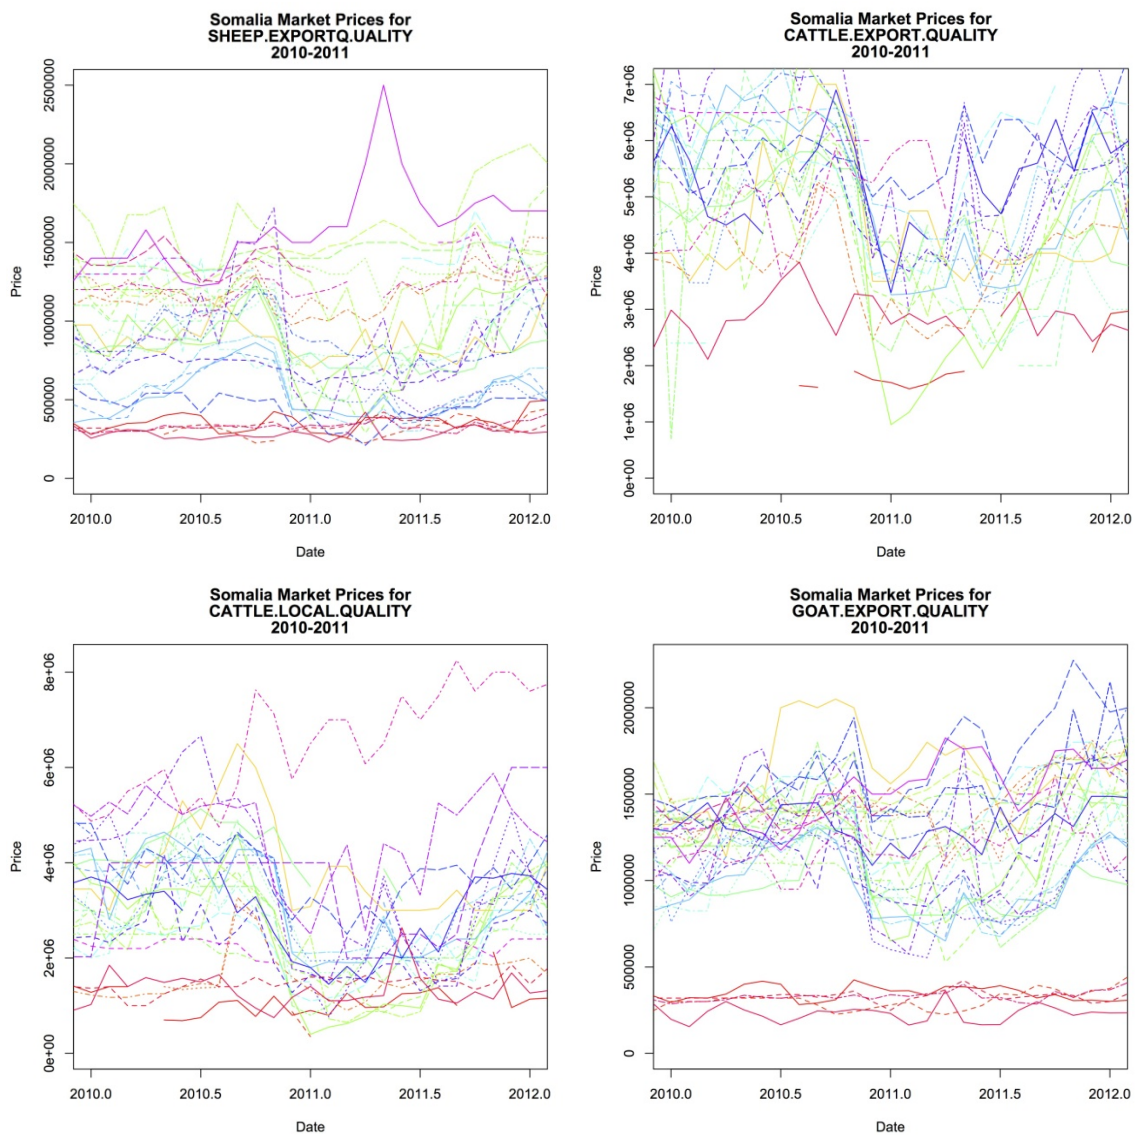 Somalia Market Prices for
SHEEP.EXPORTQ.UALITY
2010-2011
Price
0
500000
1000000
1500000
2000000
2500000
2010.0
2010.5
2011.0
2011.5
2012.0
Date
Somalia Market Prices for
CATTLE.EXPORT.QUALITY
2010-2011
Price
0e+00
1e+06
2e+06
3e+06
4e+06
5e+06
6e+06
7e+06
2010.0
2010.5
2011.0
2011.5
2012.0
Date
Somalia Market Prices for
CATTLE.LOCAL.QUALITY
2010-2011
Price
0e+00
2e+06
4e+06
6e+06
8e+06
2010.0
2010.5
2011.0
2011.5
2012.0
Date
Somalia Market Prices for
GOAT.EXPORT.QUALITY
2010-2011
Price
0
500000
1000000
1500000
2000000
2010.0
2010.5
2011.0
2011.5
2012.0
Date